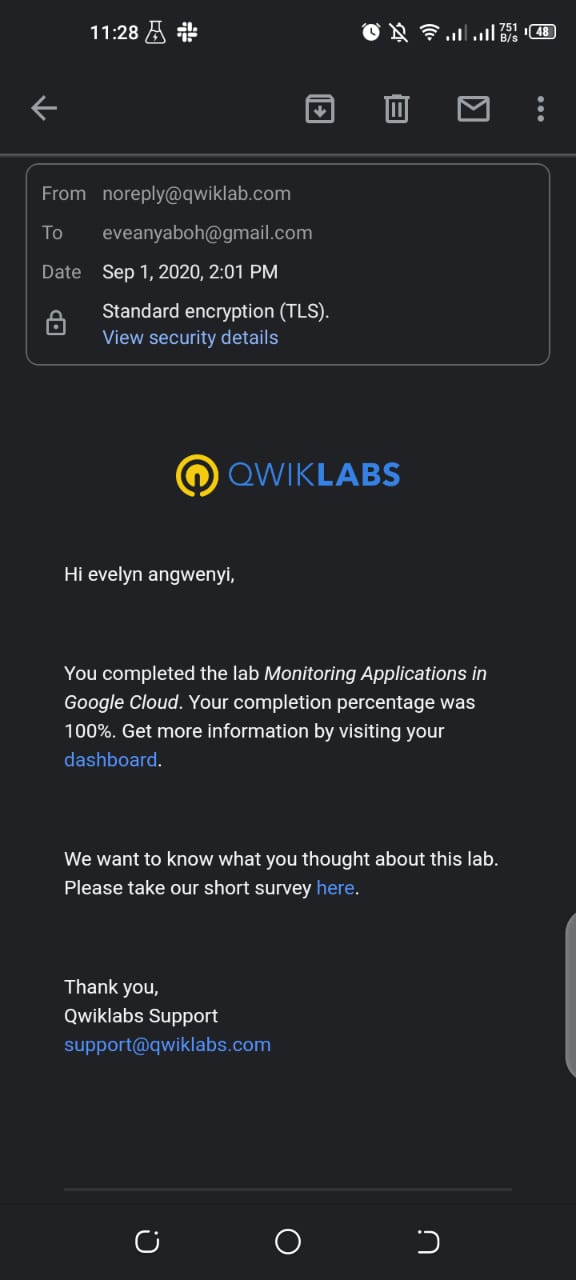 11:28 751 B/s 48
From noreply@qwiklab.com
To eveanyaboh@gmail.com
Date Sep 1, 2020, 2:01 PM
Standard encryption (TLS).
View security details
QWIKLABS
Hi evelyn angwenyi,
You completed the lab Monitoring Applications in
Google Cloud. Your completion percentage was
100%. Get more information by visiting your
dashboard.
We want to know what you thought about this lab.
Please take our short survey here.
Thank you,
Qwiklabs Support
support@qwiklabs.com